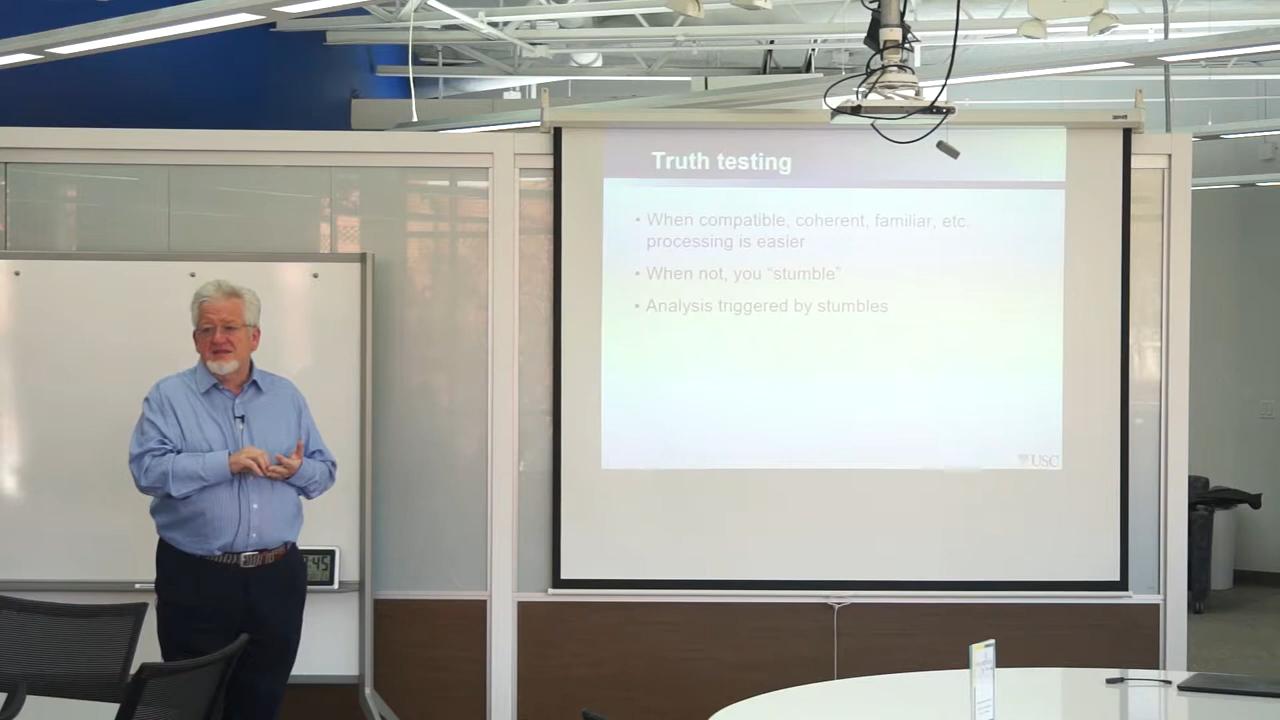 Truth testing
• When compatible, coherent, familiar, etc.
processing is easier
• When not, you “stumble”
• Analysis triggered by stumbles
USC
:45